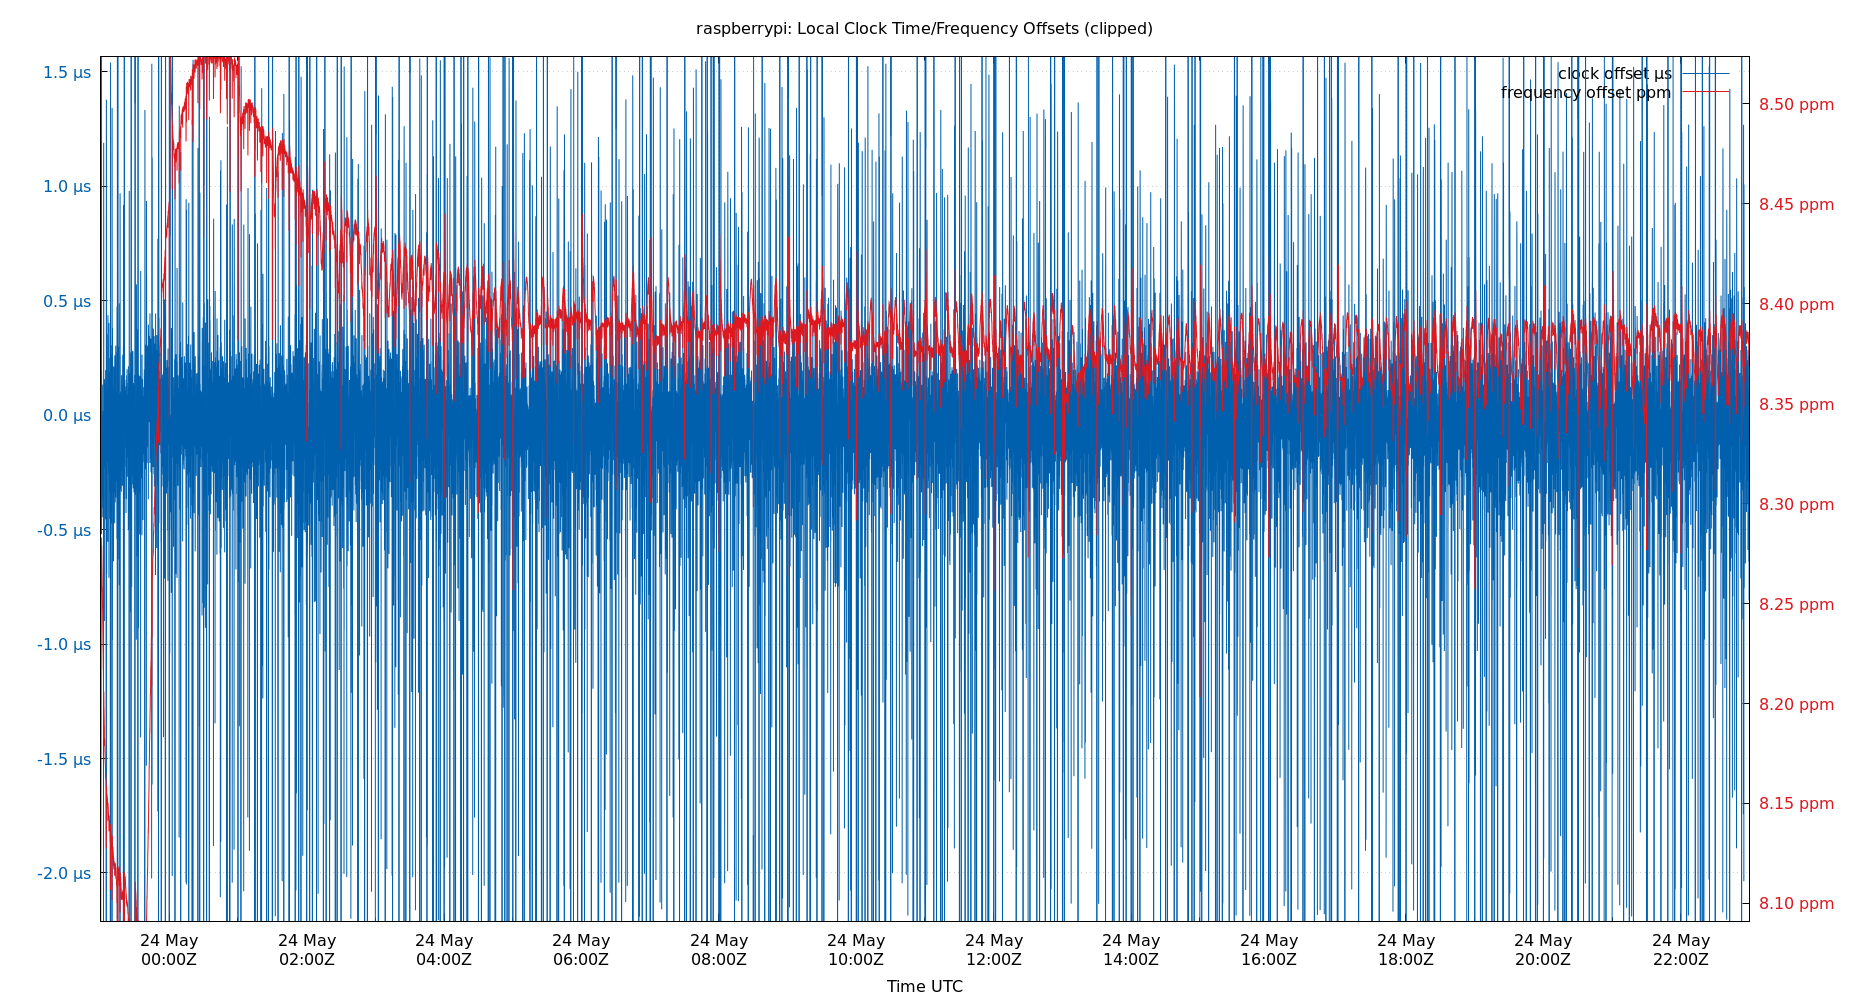 raspberrypi: Local Clock Time/Frequency Offsets (clipped)
clock offset µs
frequency offset ppm
1.5 µs
1.0 µs
0.5 µs
0.0 µs
-0.5 µs
-1.0 µs
-1.5 µs
-2.0 µs
8.50 ppm
8.45 ppm
8.40 ppm
8.35 ppm
8.30 ppm
8.25 ppm
8.20 ppm
8.15 ppm
8.10 ppm
24 May 24 May 24 May 24 May 24 May 24 May 24 May 24 May 24 May 24 May 24 May 24 May
00:00Z 02:00Z 04:00Z 06:00Z 08:00Z 10:00Z 12:00Z 14:00Z 16:00Z 18:00Z 20:00Z 22:00Z
Time UTC